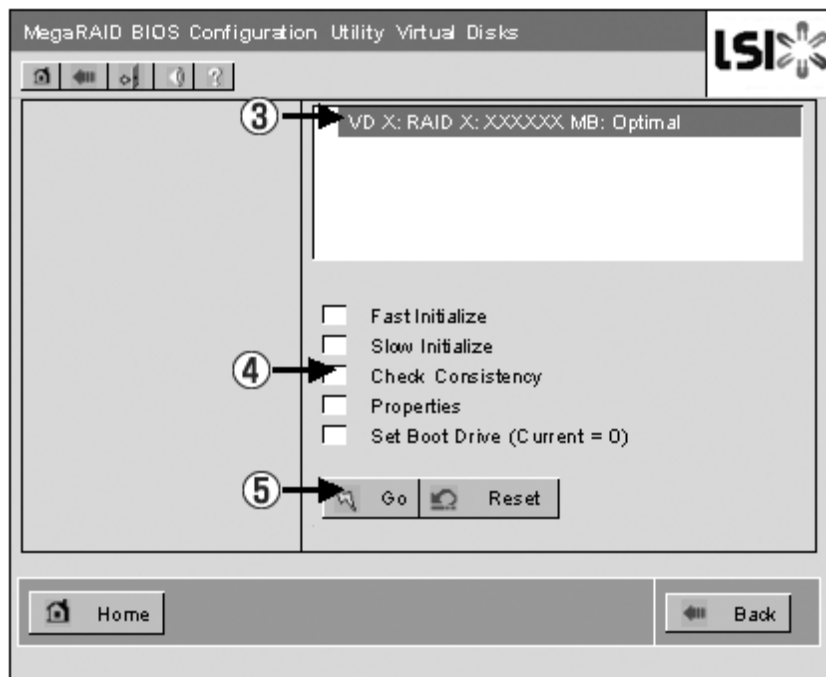 MegaRAID BIOS Configuration Utility Virtual Disks
LSI
?
③ VD X: RAID X: XXXXXX MB: Optimal
Fast Initialize
Slow Initialize
④ Check Consistency
Properties
Set Boot Drive (Current = 0)
⑤ Go Reset
Home Back